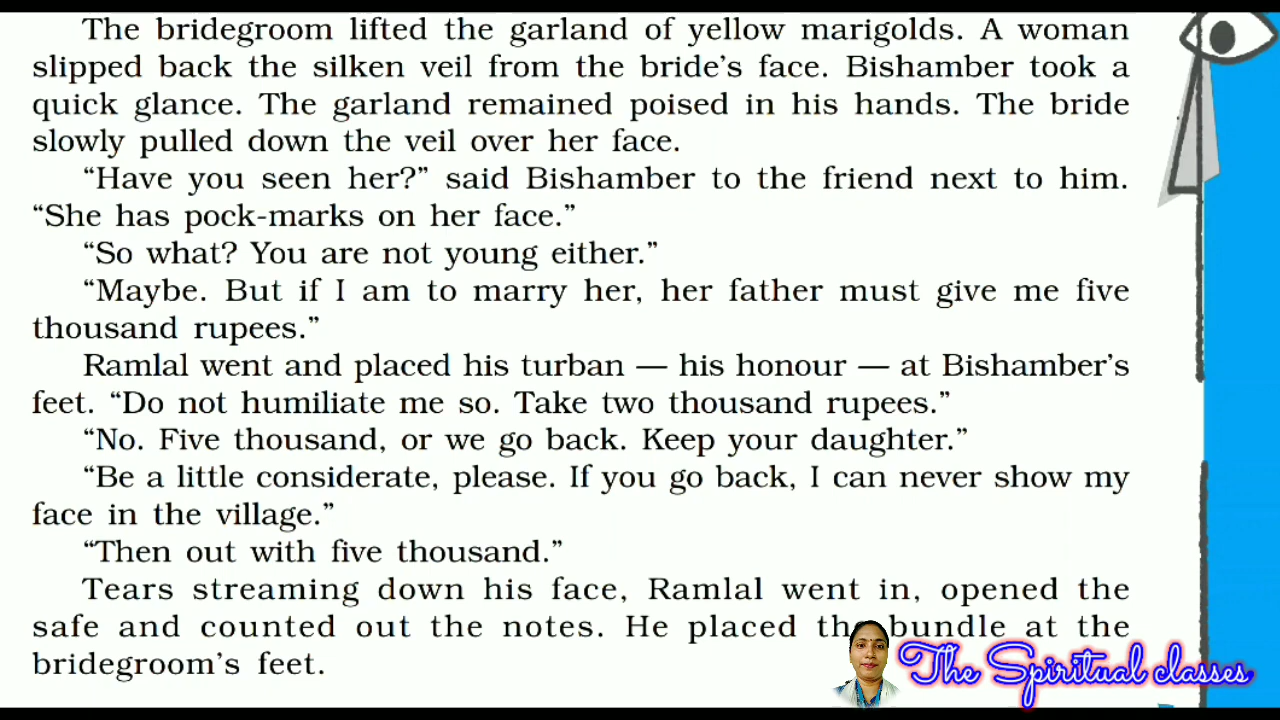 The bridegroom lifted the garland of yellow marigolds. A woman
slipped back the silken veil from the bride's face. Bishamber took a
quick glance. The garland remained poised in his hands. The bride
slowly pulled down the veil over her face.
“Have you seen her?” said Bishamber to the friend next to him.
“She has pock-marks on her face.”
“So what? You are not young either.”
“Maybe. But if I am to marry her, her father must give me five
thousand rupees.”
Ramlal went and placed his turban — his honour — at Bishamber's
feet. “Do not humiliate me so. Take two thousand rupees.”
“No. Five thousand, or we go back. Keep your daughter.”
“Be a little considerate, please. If you go back, I can never show my
face in the village.”
“Then out with five thousand.”
Tears streaming down his face, Ramlal went in, opened the
safe and counted out the notes. He placed the bundle at the
bridegroom's feet.
The Spiritual classes